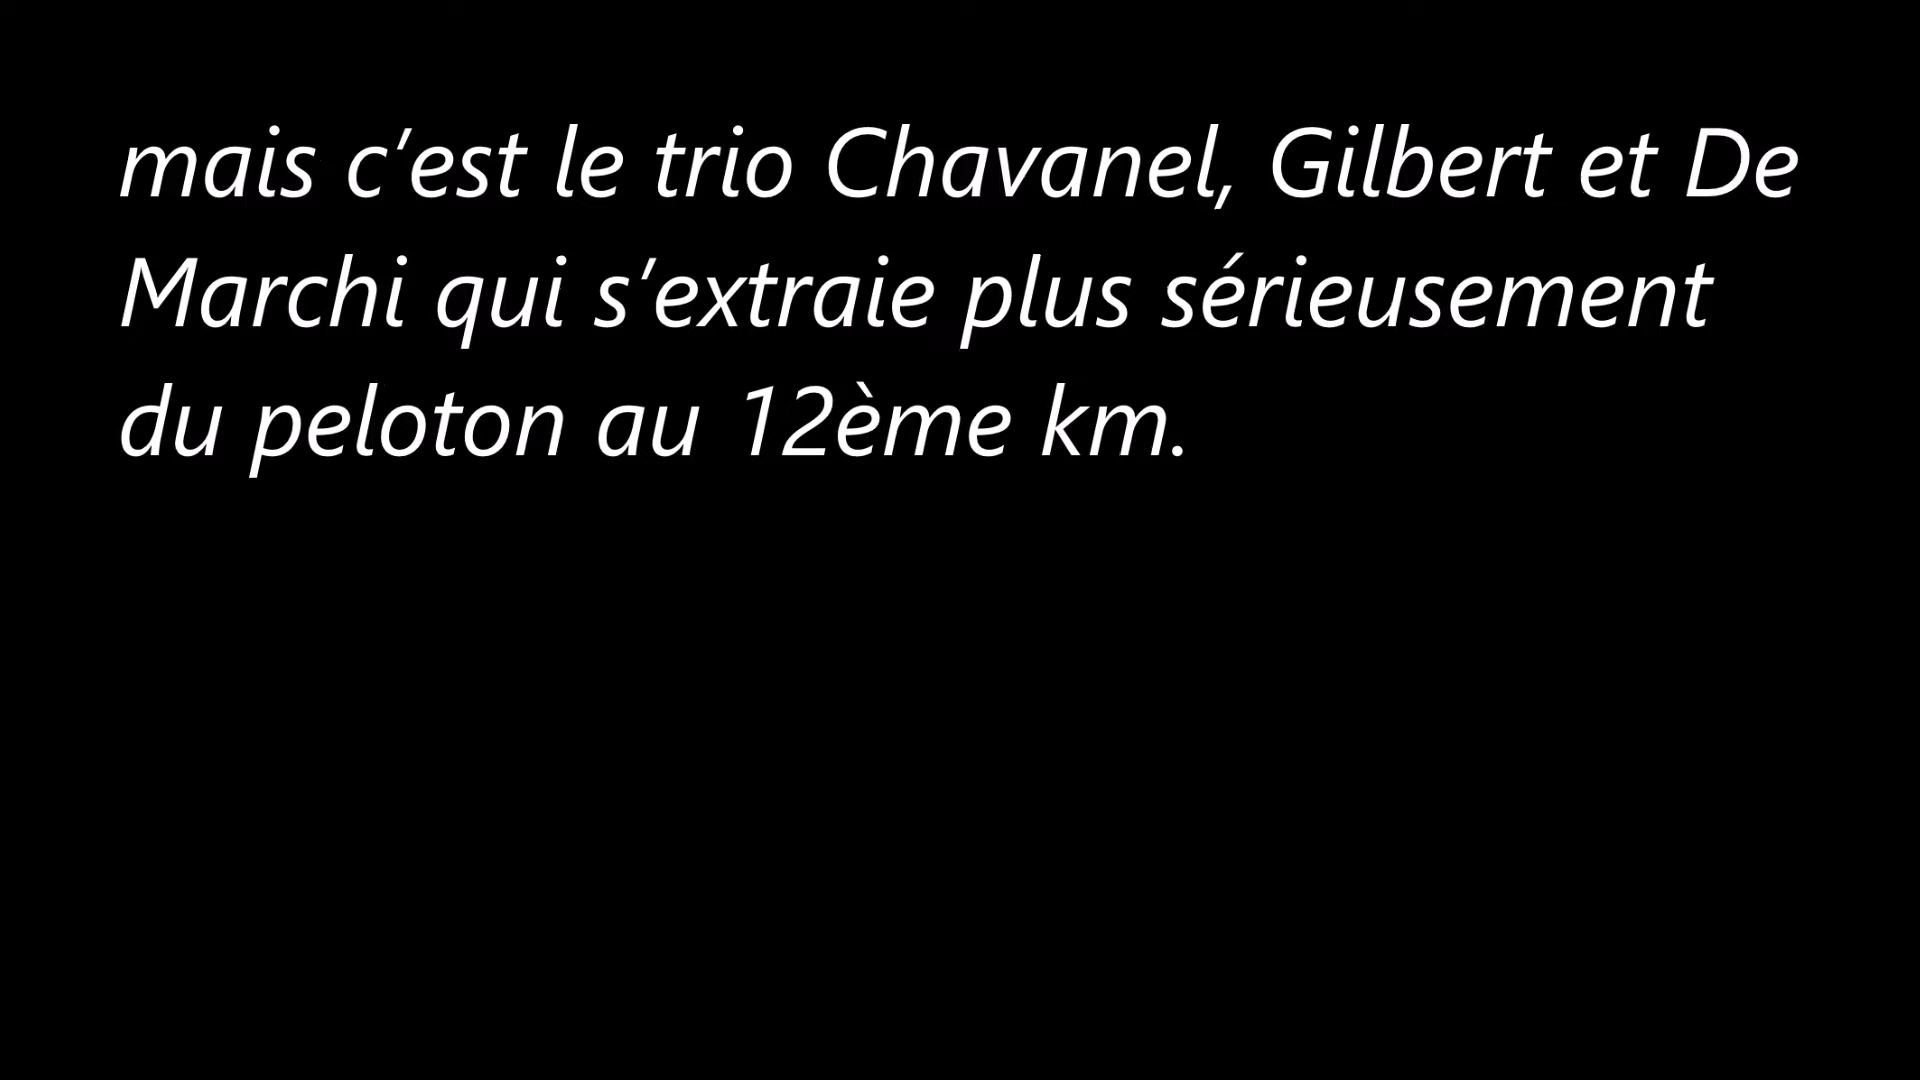 mais c’est le trio Chavanel, Gilbert et De
Marchi qui s’extraie plus sérieusement
du peloton au 12ème km.